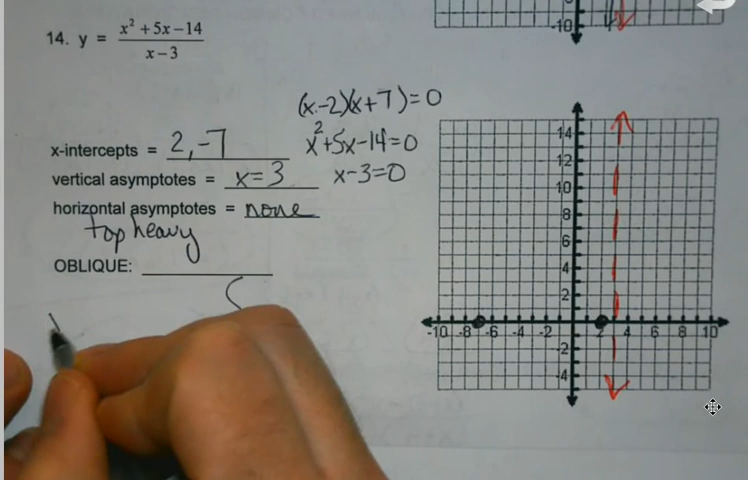 14. y = x² + 5x – 14 / x – 3
(x-2)(x+7)=0
x-intercepts = 2,-7
x²+5x-14=0
vertical asymptotes = x=3
x-3=0
horizontal asymptotes = none
top heavy
OBLIQUE:
-10
14
12
10
8
6
4
2
-10 -8 -6 -4 -2 2 4 6 8 10
-2
-4